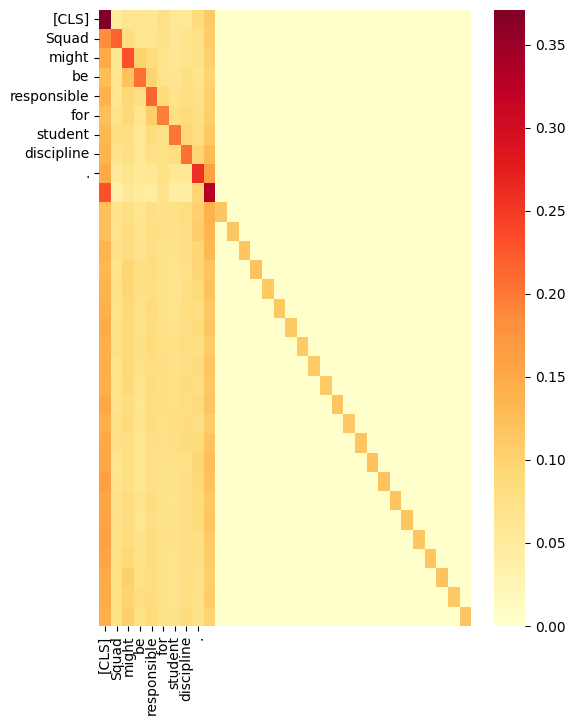 [CLS]
Squad
might
be
responsible
for
student
discipline
.
[CLS]
Squad
might
be
responsible
for
student
discipline
.
0.35
0.30
0.25
0.20
0.15
0.10
0.05
0.00